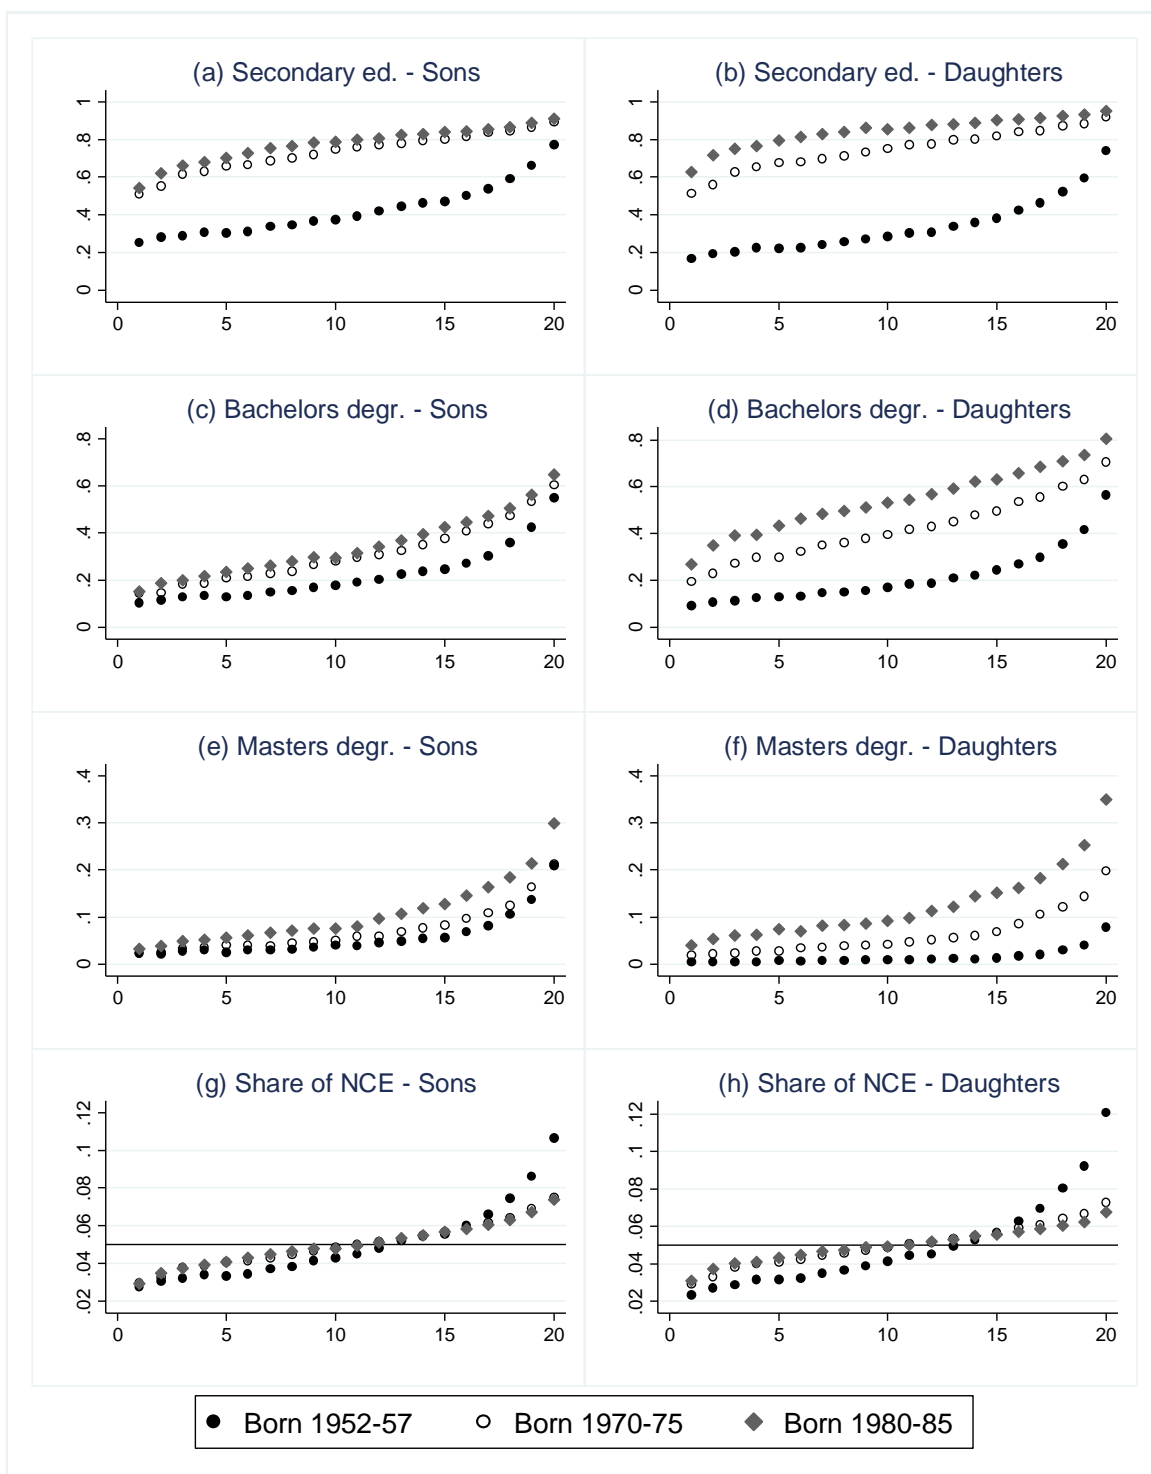 (a) Secondary ed. - Sons
1
.8
.6
.4
.2
0
0 5 10 15 20
(b) Secondary ed. - Daughters
1
.8
.6
.4
.2
0
0 5 10 15 20
(c) Bachelors degr. - Sons
.8
.6
.4
.2
0
0 5 10 15 20
(d) Bachelors degr. - Daughters
.8
.6
.4
.2
0
0 5 10 15 20
(e) Masters degr. - Sons
.4
.3
.2
.1
0
0 5 10 15 20
(f) Masters degr. - Daughters
.4
.3
.2
.1
0
0 5 10 15 20
(g) Share of NCE - Sons
.12
.1
.08
.06
.04
.02
0 5 10 15 20
(h) Share of NCE - Daughters
.12
.1
.08
.06
.04
.02
0 5 10 15 20
Born 1952-57 Born 1970-75 Born 1980-85